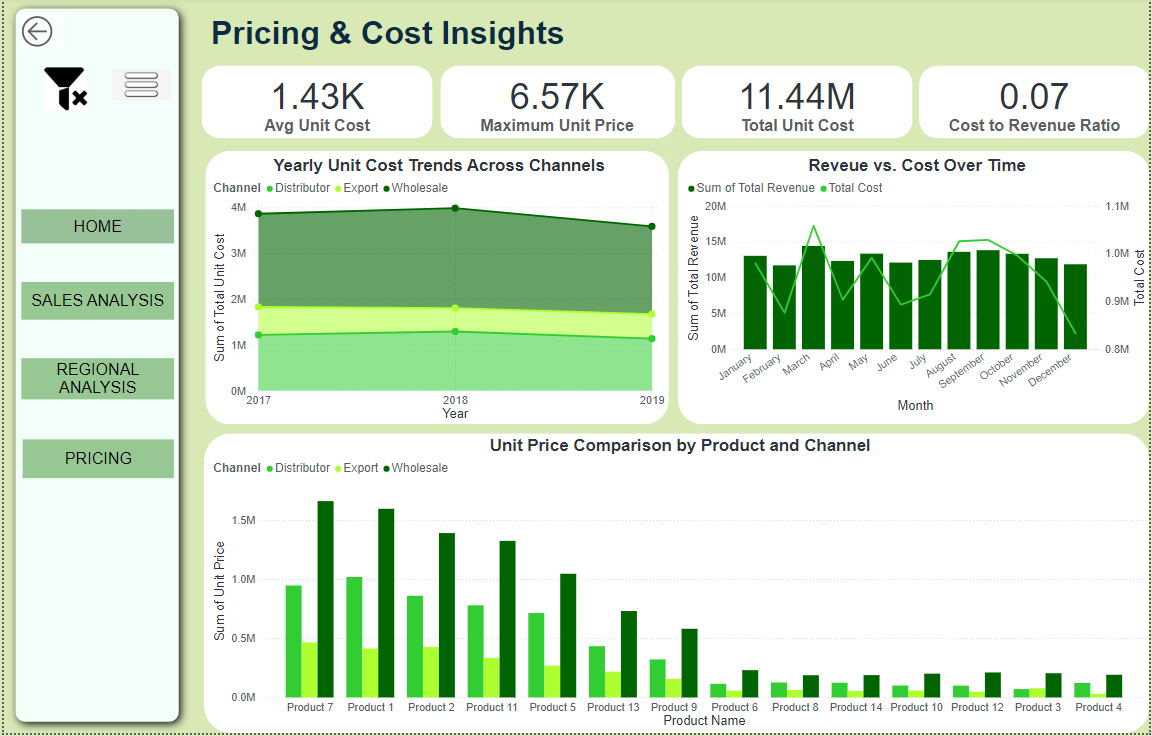 Pricing & Cost Insights
HOME
SALES ANALYSIS
REGIONAL
ANALYSIS
PRICING
1.43K
Avg Unit Cost
6.57K
Maximum Unit Price
11.44M
Total Unit Cost
0.07
Cost to Revenue Ratio
Yearly Unit Cost Trends Across Channels
Channel Distributor Export Wholesale
Sum of Total Unit Cost
4M
3M
2M
1M
0M
2017 2018 2019
Year
Reveue vs. Cost Over Time
Sum of Total Revenue Total Cost
Sum of Total Revenue
20M
15M
10M
5M
0M
1.1M
1.0M
0.9M
0.8M
Total Cost
January February March April May June July August September October November December
Month
Unit Price Comparison by Product and Channel
Channel Distributor Export Wholesale
Sum of Unit Price
1.5M
1.0M
0.5M
0.0M
Product 7 Product 1 Product 2 Product 11 Product 5 Product 13 Product 9 Product 6 Product 8 Product 14 Product 10 Product 12 Product 3 Product 4
Product Name